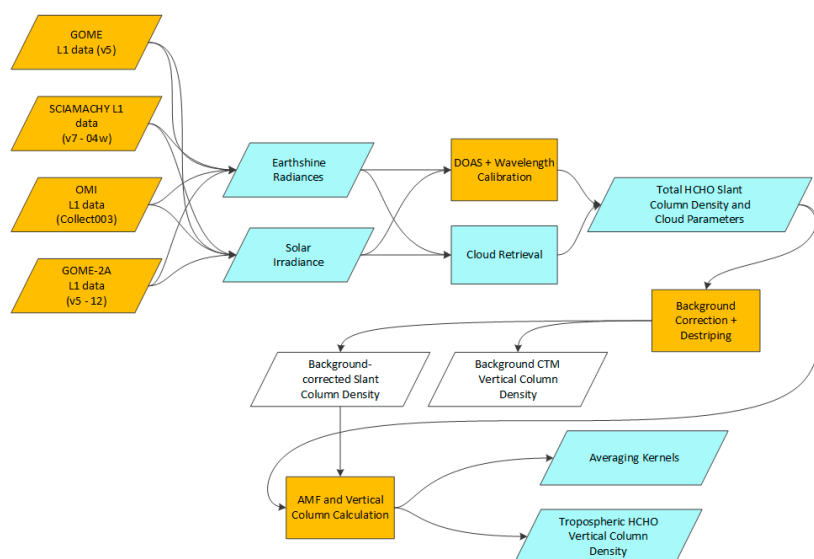 GOME
L1 data (v5)
SCIAMACHY L1
data
(v7 - 04w)
OMI
L1 data
(Collect003)
GOME-2A
L1 data
(v5 - 12)
Earthshine
Radiances
Solar
Irradiance
DOAS + Wavelength
Calibration
Cloud Retrieval
Total HCHO Slant
Column Density and
Cloud Parameters
Background
Correction +
Destriping
Background-
corrected Slant
Column Density
Background CTM
Vertical Column
Density
AMF and Vertical
Column Calculation
Averaging Kernels
Tropospheric HCHO
Vertical Column
Density